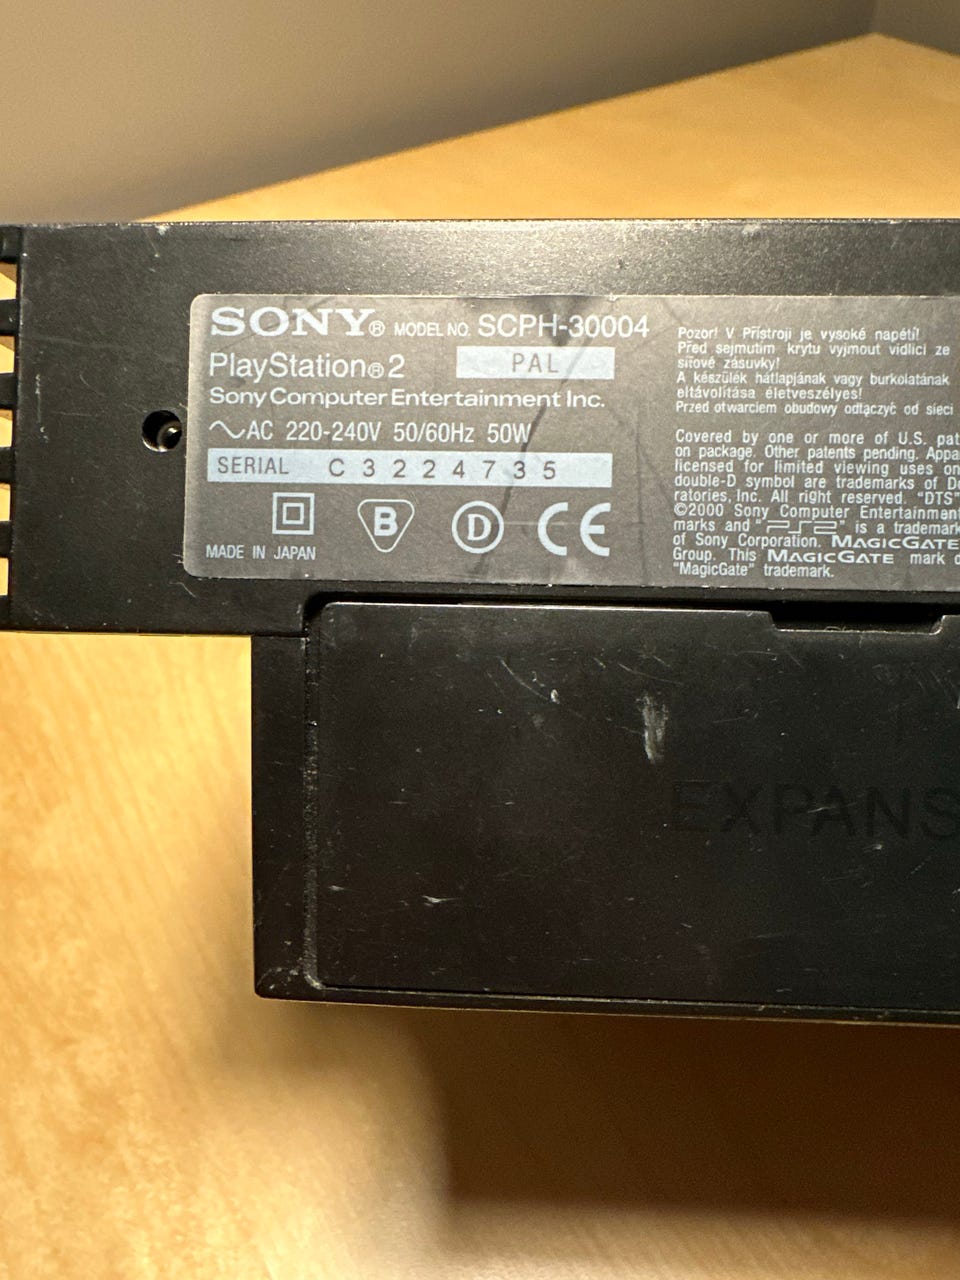 SONY® MODEL NO. SCPH-30004
PlayStation®2 PAL
Sony Computer Entertainment Inc.
AC 220-240V 50/60Hz 50W
SERIAL C3224735
B D CE
MADE IN JAPAN
Pozor! V Přístroji je vysoké napětí!
Před sejmutím krytu vyjmout vidlici ze
síťové zásuvky!
A készülék hátlapjának vagy burkolatának
eltávolítása életveszélyes!
Przed otwarciem obudowy odłączyć od sieci
Covered by one or more of U.S. pat
on package. Other patents pending. Appa
licensed for limited viewing uses on
double-D symbol are trademarks of Do
ratories, Inc. All right reserved. "DTS"
©2000 Sony Computer Entertainment
marks and "PS2" is a trademark
of Sony Corporation. MAGICGATE
Group. This MAGICGATE mark o
"MagicGate" trademark.
EXPANS